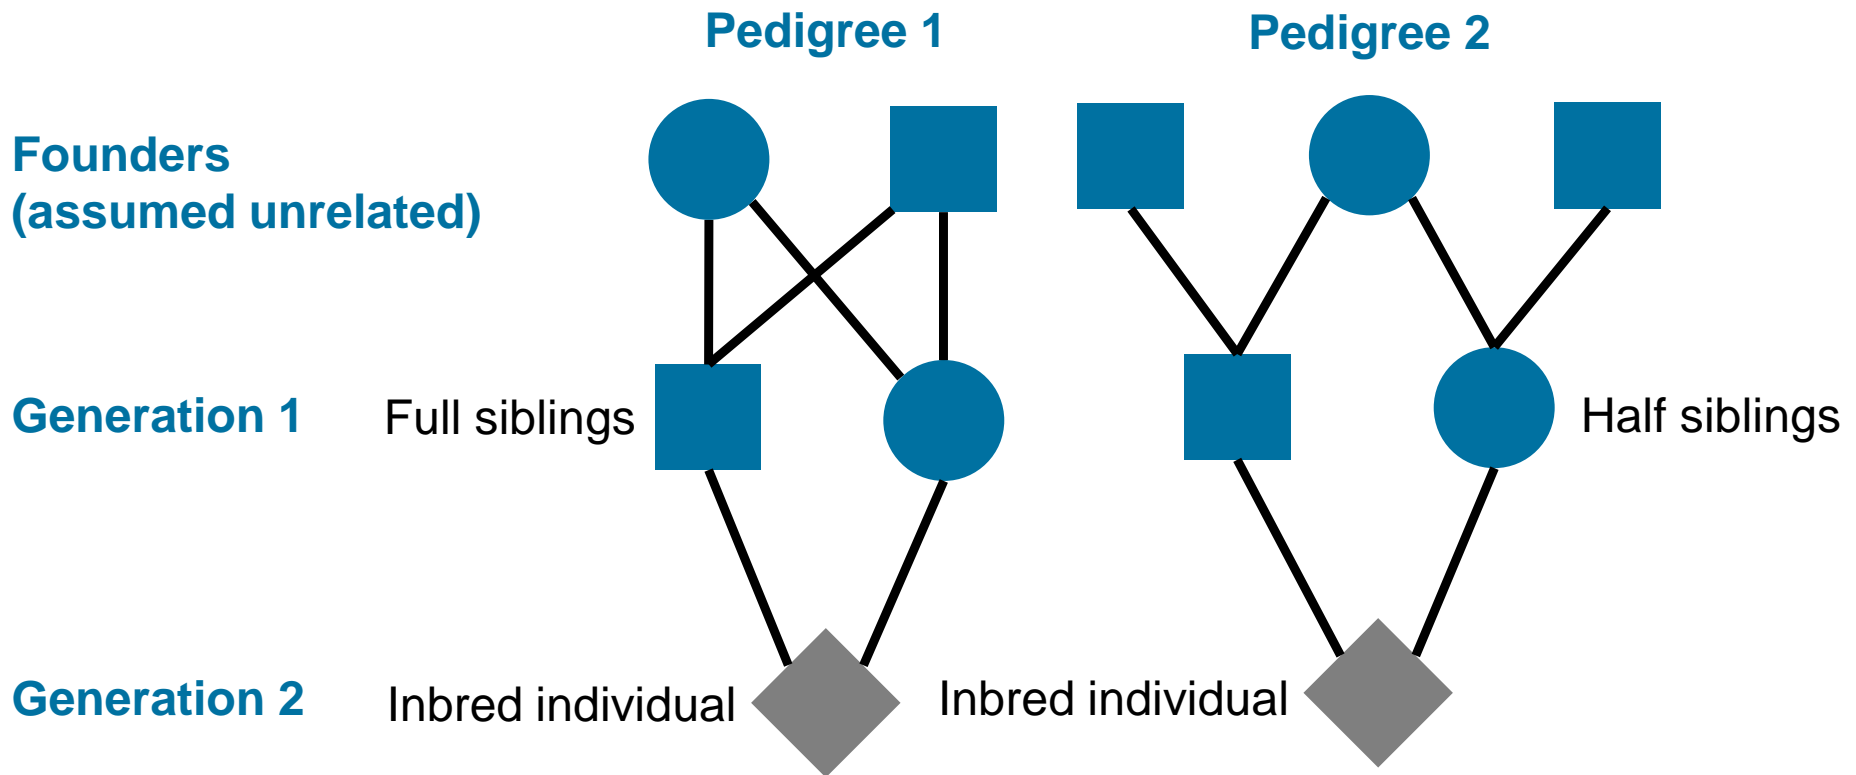 Pedigree 1
Pedigree 2
Founders
(assumed unrelated)
Generation 1
Full siblings
Half siblings
Generation 2
Inbred individual
Inbred individual